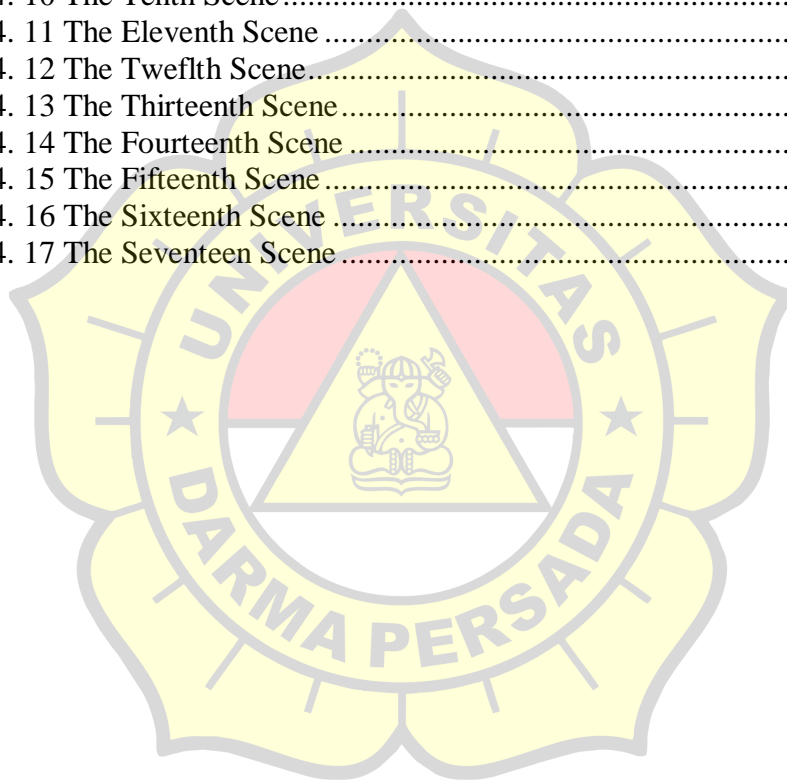 4. 10 The Tenth Scene........................................................................
4. 11 The Eleventh Scene..................................................................
4. 12 The Tweflth Scene....................................................................
4. 13 The Thirteenth Scene...............................................................
4. 14 The Fourteenth Scene..............................................................
4. 15 The Fifteenth Scene..................................................................
4. 16 The Sixteenth Scene.................................................................
4. 17 The Seventeen Scene................................................................
UNIVERSITAS
DARMA PERSADA